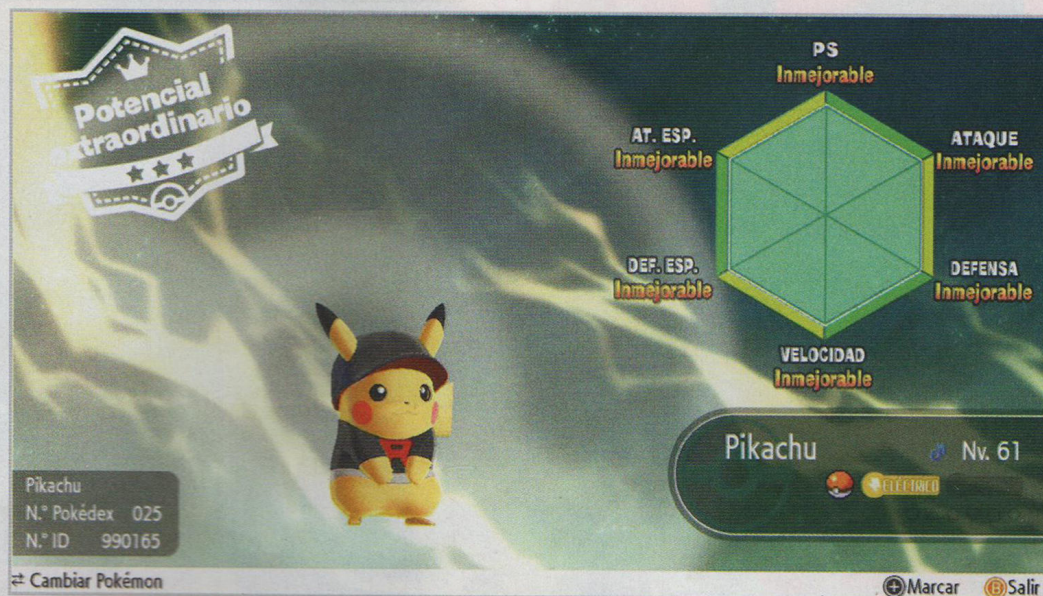 Potencial
extraordinario
PS
Inmejorable
AT. ESP.
Inmejorable
ATAQUE
Inmejorable
DEF. ESP.
Inmejorable
DEFENSA
Inmejorable
VELOCIDAD
Inmejorable
Pikachu Nv. 61
ELÉCTRICO
Pikachu
N.° Pokédex 025
N.° ID 990165
Cambiar Pokémon
+ Marcar B Salir